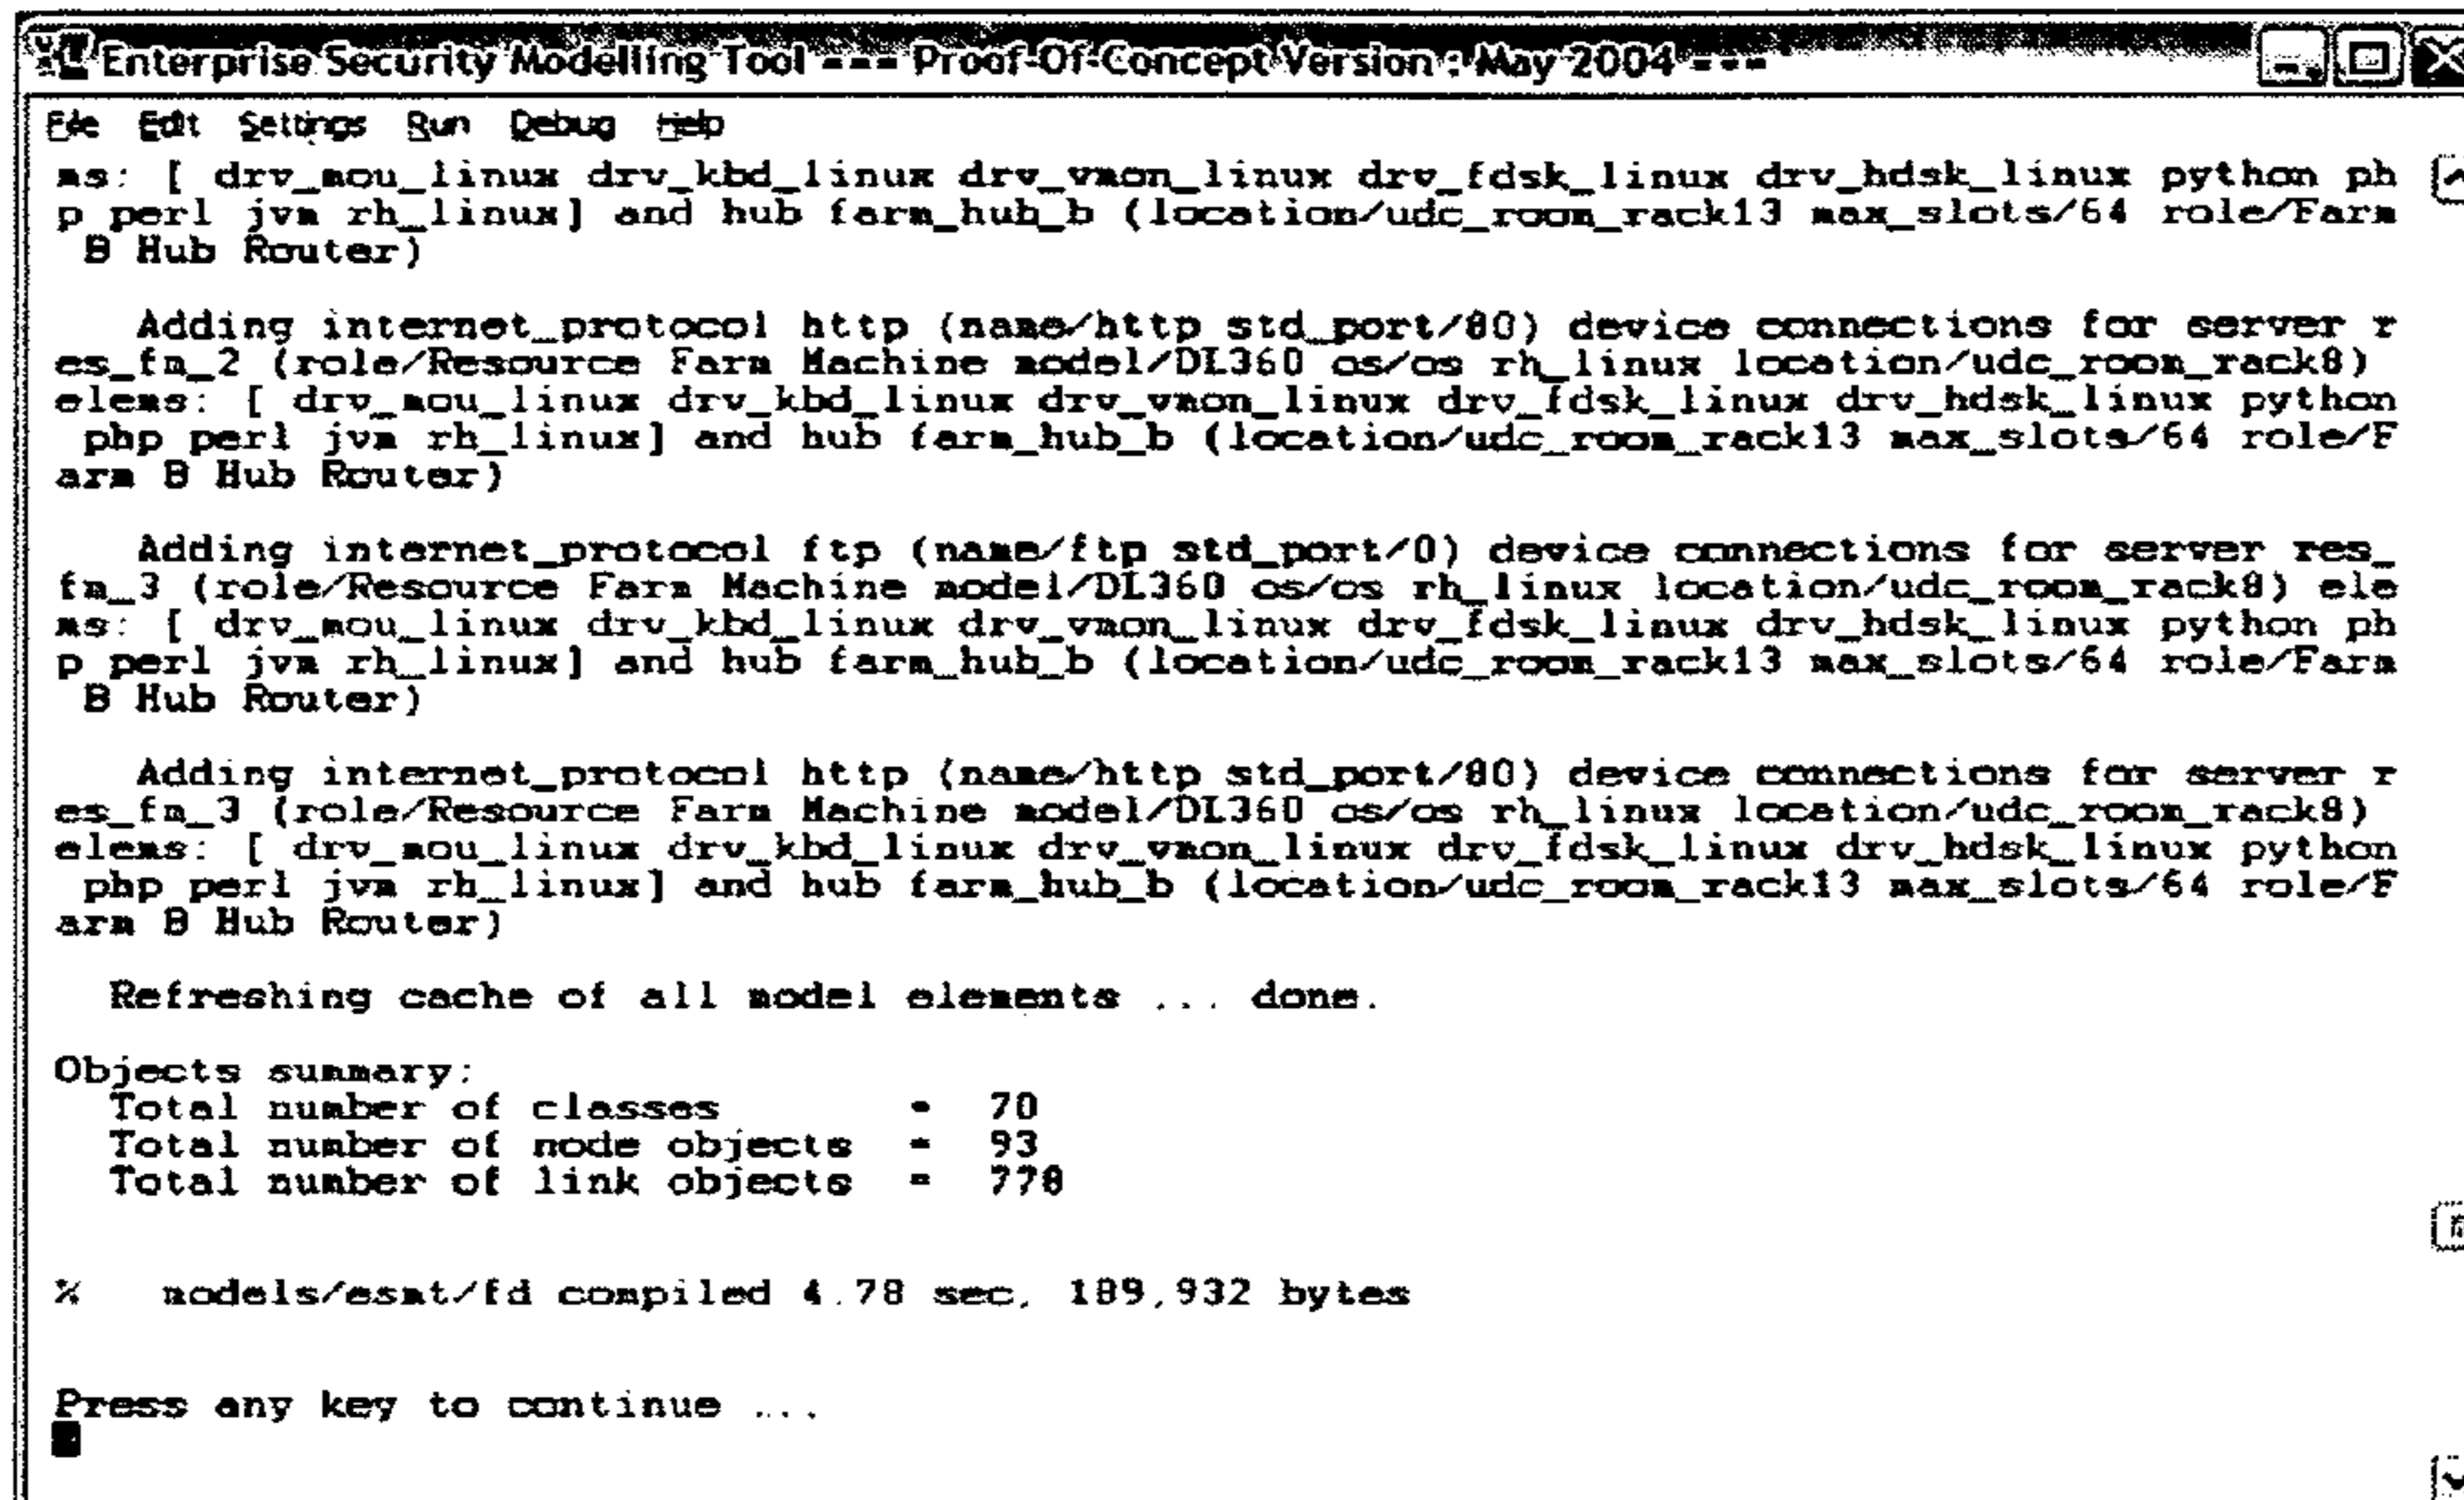 Enterprise Security Modelling Tool === Proof-Of-Concept Version : May 2004 ===
File Edit Settings Run Debug Help
ms: [ drv_mou_linux drv_kbd_linux drv_vmon_linux drv_fdsk_linux drv_hdsk_linux python ph
p perl jvm rh_linux] and hub farm_hub_b (location/udc_room_rack13 max_slots/64 role/Farm
B Hub Router)
Adding internet_protocol http (name/http std_port/80) device connections for server r
es_fm_2 (role/Resource Farm Machine model/DL360 os/os rh_linux location/udc_room_rack8)
elems: [ drv_mou_linux drv_kbd_linux drv_vmon_linux drv_fdsk_linux drv_hdsk_linux python
php perl jvm rh_linux] and hub farm_hub_b (location/udc_room_rack13 max_slots/64 role/F
arm B Hub Router)
Adding internet_protocol ftp (name/ftp std_port/0) device connections for server res_
fm_3 (role/Resource Farm Machine model/DL360 os/os rh_linux location/udc_room_rack8) ele
ms: [ drv_mou_linux drv_kbd_linux drv_vmon_linux drv_fdsk_linux drv_hdsk_linux python ph
p perl jvm rh_linux] and hub farm_hub_b (location/udc_room_rack13 max_slots/64 role/Farm
B Hub Router)
Adding internet_protocol http (name/http std_port/80) device connections for server r
es_fm_3 (role/Resource Farm Machine model/DL360 os/os rh_linux location/udc_room_rack8)
elems: [ drv_mou_linux drv_kbd_linux drv_vmon_linux drv_fdsk_linux drv_hdsk_linux python
php perl jvm rh_linux] and hub farm_hub_b (location/udc_room_rack13 max_slots/64 role/F
arm B Hub Router)
Refreshing cache of all model elements ... done.
Objects summary:
Total number of classes = 70
Total number of node objects = 93
Total number of link objects = 778
% models/esmt/fd compiled 4.78 sec, 189,932 bytes
Press any key to continue ...